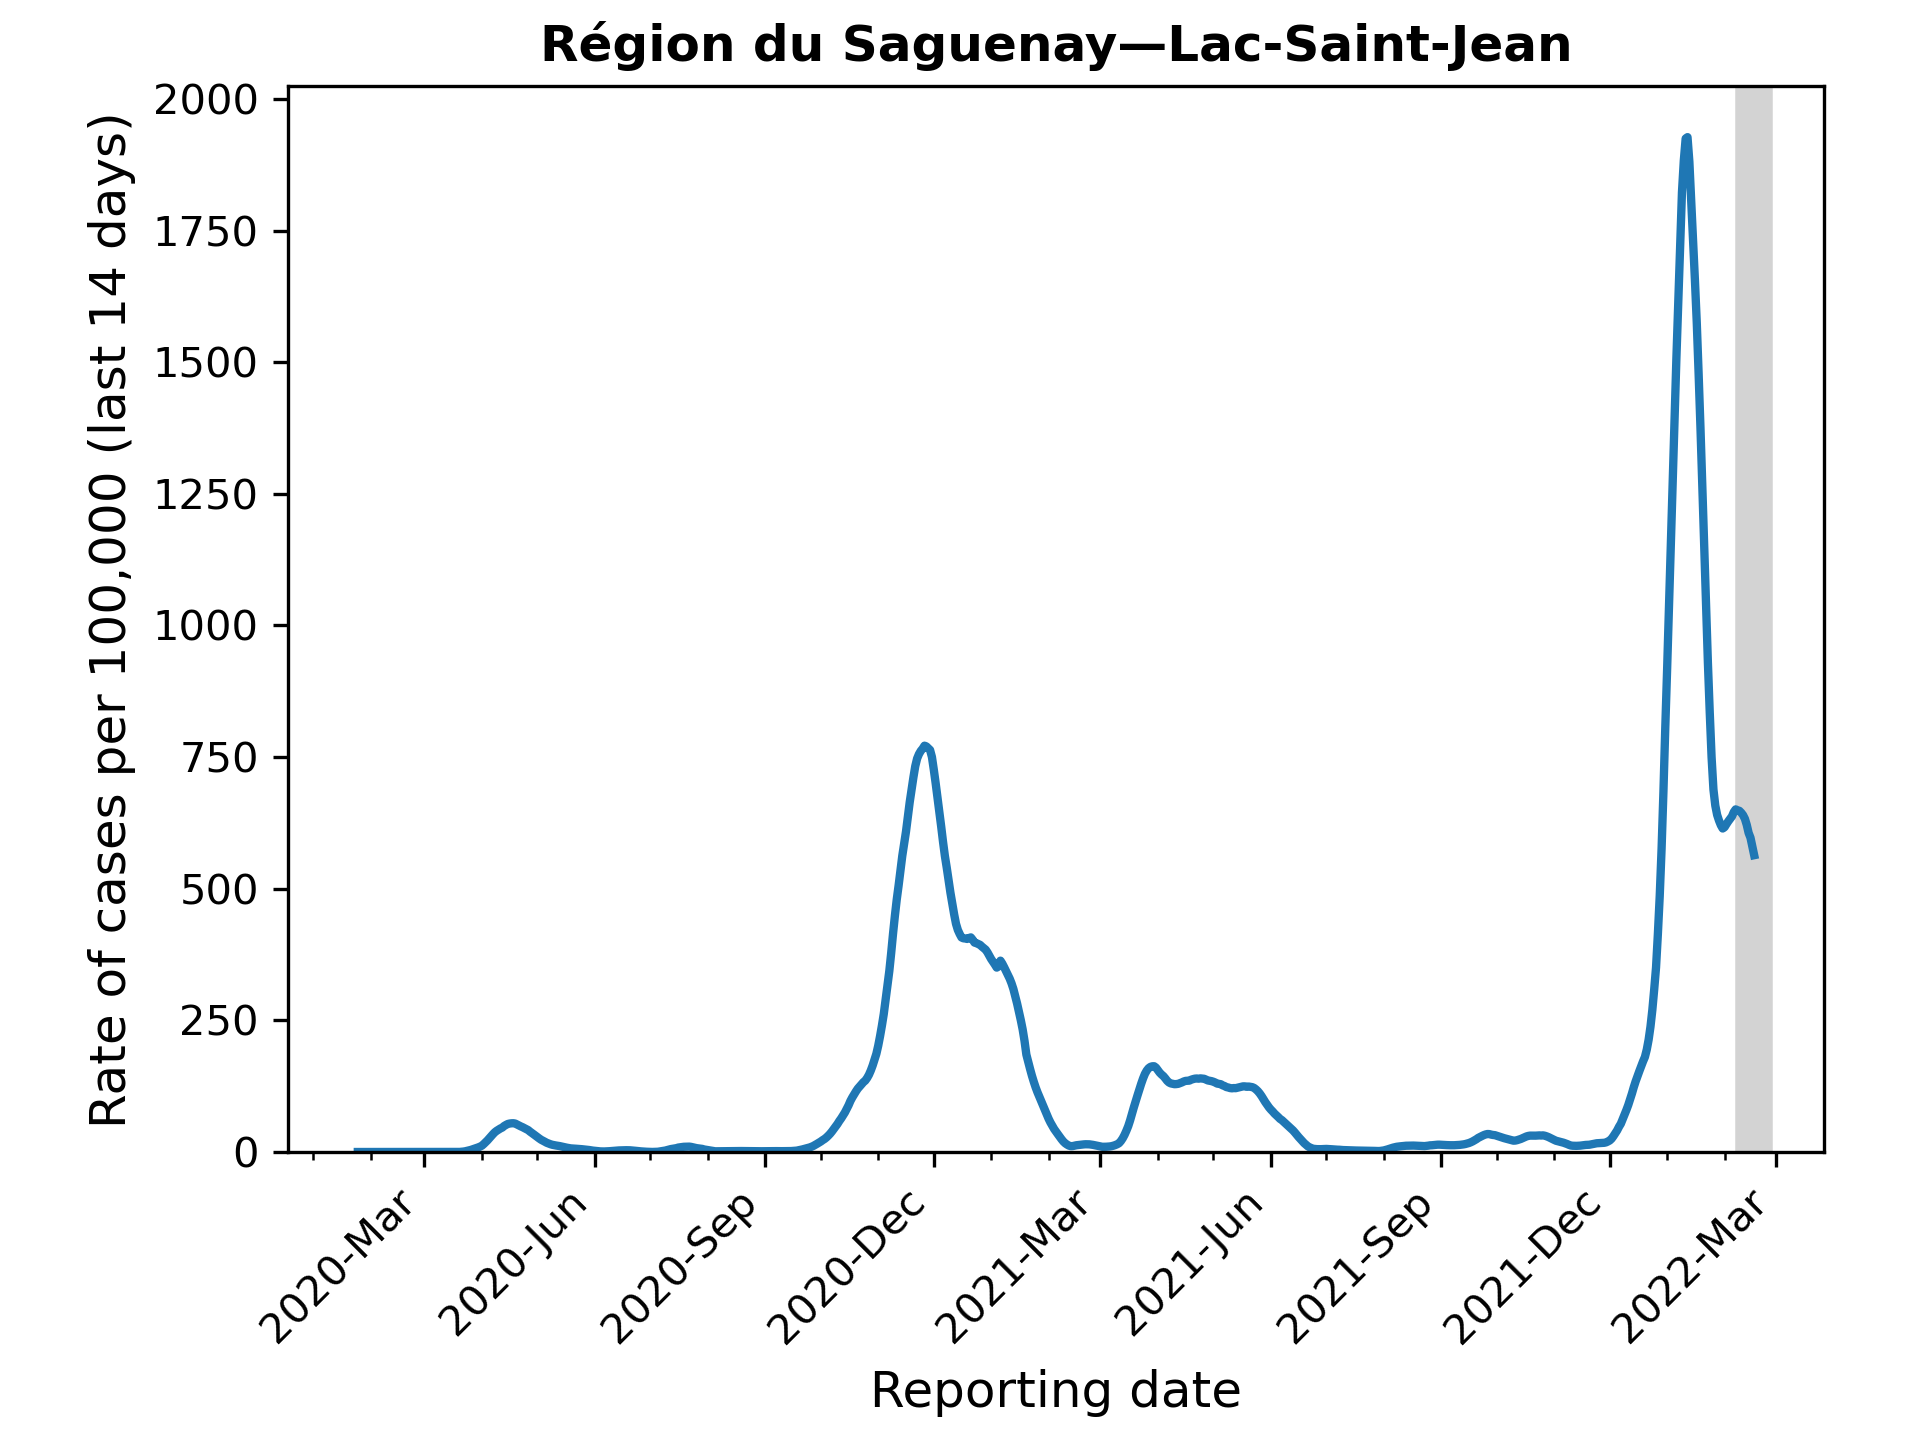 Région du Saguenay—Lac-Saint-Jean
Rate of cases per 100,000 (last 14 days)
2000
1750
1500
1250
1000
750
500
250
0
2020-Mar
2020-Jun
2020-Sep
2020-Dec
2021-Mar
2021-Jun
2021-Sep
2021-Dec
2022-Mar
Reporting date